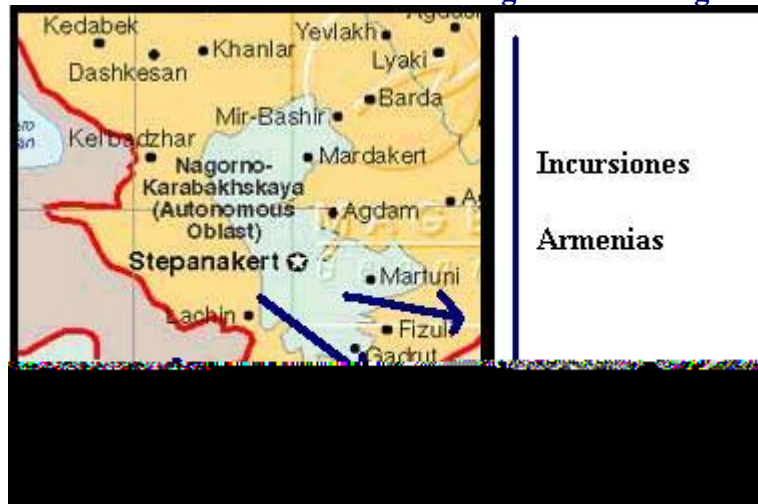 Kedabek
Yevlakh
Khanlar
Dashkesan
Lyaki
Barda
Mir-Bashir
Kel'badzhar
Mardakert
Nagorno-
Karabakhskaya
(Autonomous
Oblast)
Agdam
Stepanakert
Martuni
Lachin
Fizuli
Gadrut
Incursiones
Armenias